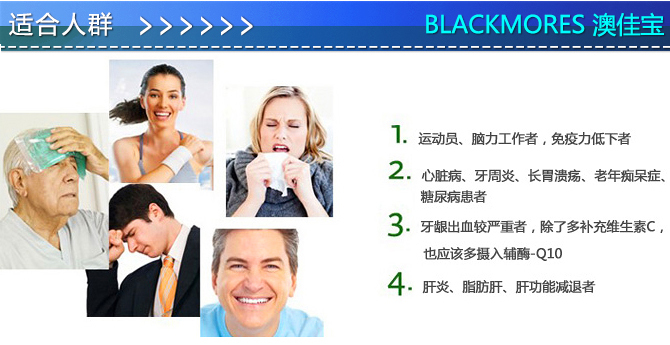 适合人群 >>>>>> BLACKMORES 澳佳宝
1. 运动员、脑力工作者，免疫力低下者
2. 心脏病、牙周炎、长胃溃疡、老年痴呆症、
糖尿病患者
3. 牙龈出血较严重者，除了多补充维生素C，
也应该多摄入辅酶-Q10
4. 肝炎、脂肪肝、肝功能减退者